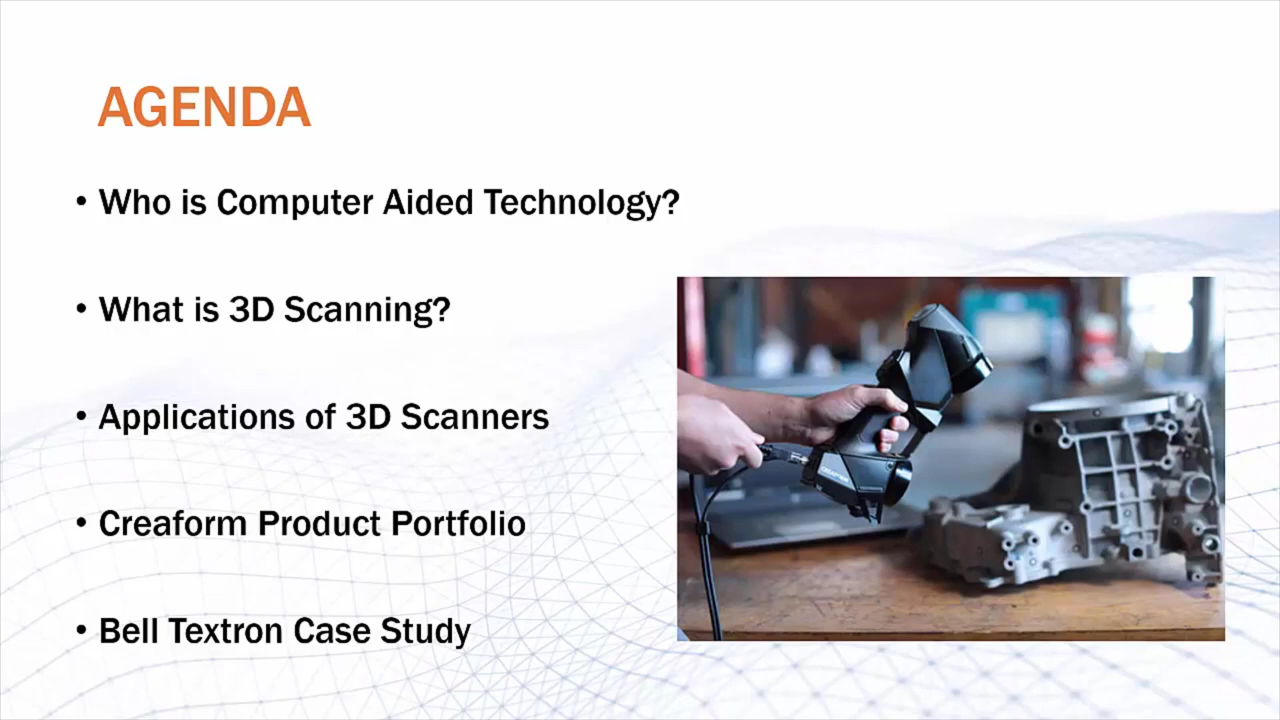 AGENDA
• Who is Computer Aided Technology?
• What is 3D Scanning?
• Applications of 3D Scanners
• Creaform Product Portfolio
• Bell Textron Case Study
CREAFORM